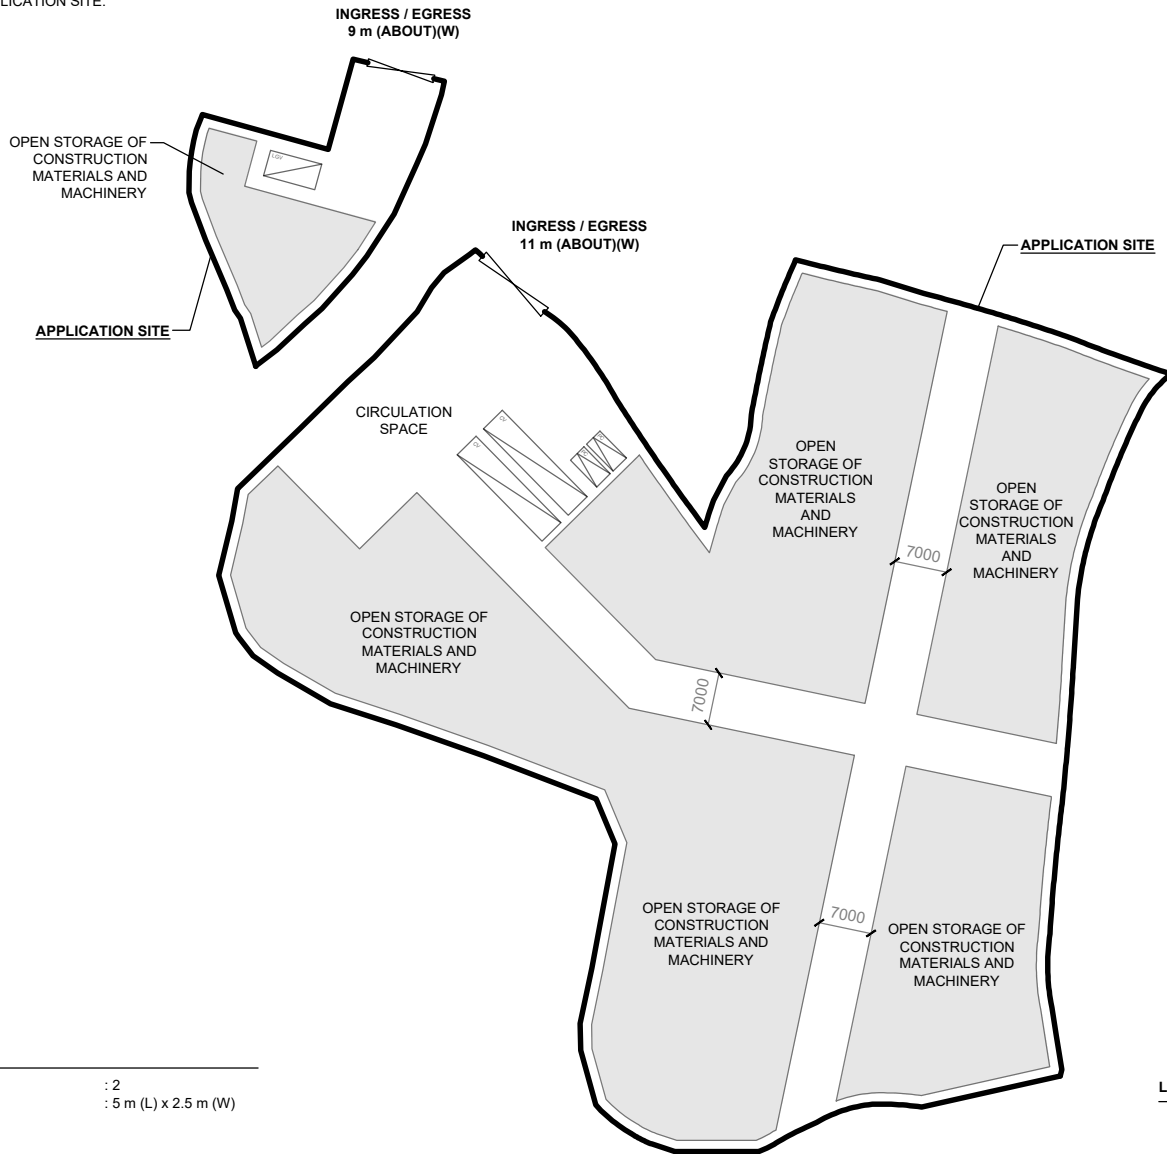 LICATION SITE.
INGRESS / EGRESS
9 m (ABOUT)(W)
OPEN STORAGE OF
CONSTRUCTION
MATERIALS AND
MACHINERY
LGV
APPLICATION SITE
INGRESS / EGRESS
11 m (ABOUT)(W)
APPLICATION SITE
CIRCULATION
SPACE
OPEN
STORAGE OF
CONSTRUCTION
MATERIALS
AND
MACHINERY
OPEN
STORAGE OF
CONSTRUCTION
MATERIALS
AND
MACHINERY
7000
OPEN STORAGE OF
CONSTRUCTION
MATERIALS AND
MACHINERY
7000
OPEN STORAGE OF
CONSTRUCTION
MATERIALS AND
MACHINERY
7000
OPEN STORAGE OF
CONSTRUCTION
MATERIALS AND
MACHINERY
: 2
: 5 m (L) x 2.5 m (W)
L